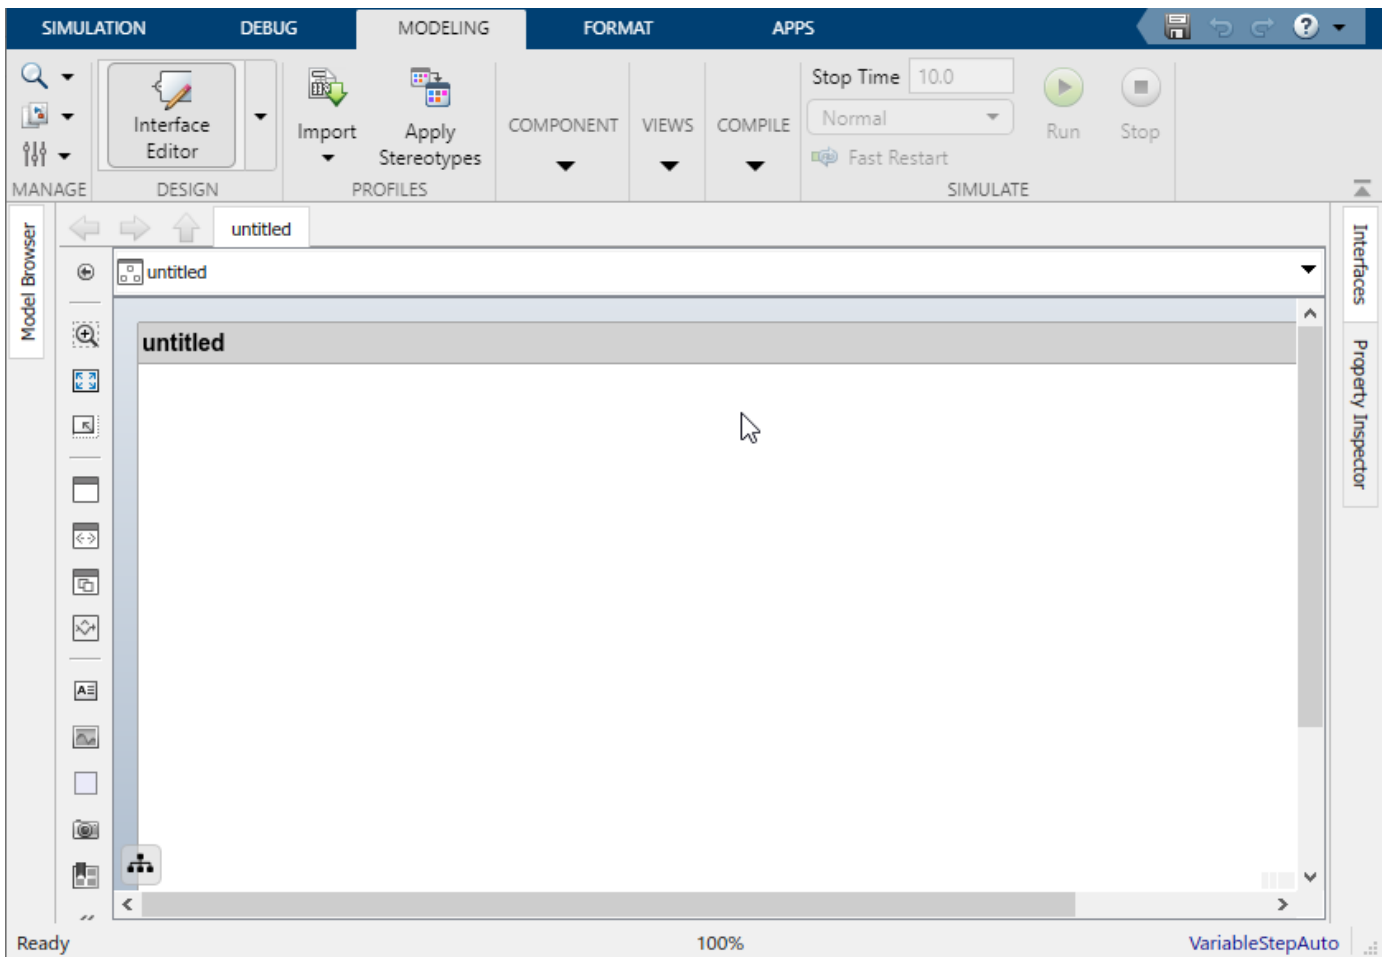 SIMULATION DEBUG MODELING FORMAT APPS
Stop Time 10.0
Interface
Editor
Import
Apply
Stereotypes
COMPONENT VIEWS COMPILE
Normal
Fast Restart
Run Stop
MANAGE DESIGN PROFILES SIMULATE
Model Browser
untitled
untitled
untitled
Interfaces
Property Inspector
Ready 100% VariableStepAuto